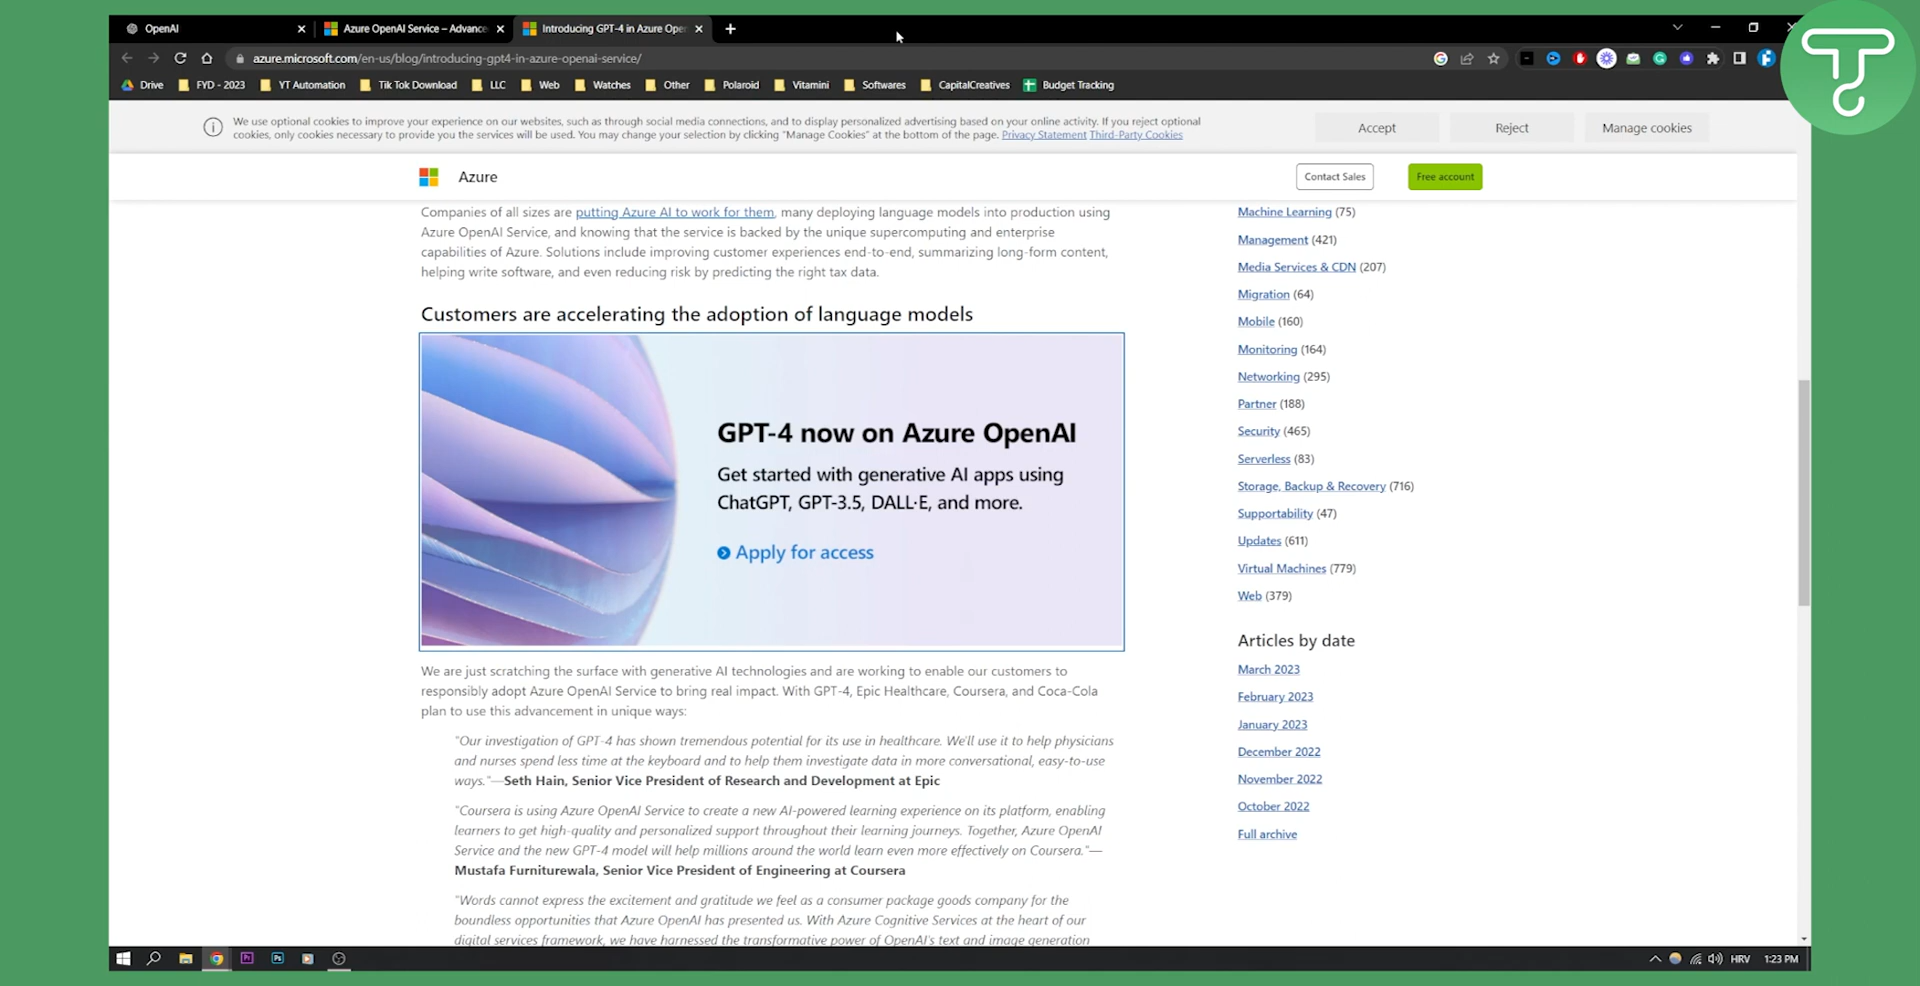 OpenAI
Azure OpenAI Service – Advance
Introducing GPT-4 in Azure Ope
azure.microsoft.com/en-us/blog/introducing-gpt4-in-azure-openai-service/
Drive
FYD - 2023
YT Automation
Tik Tok Download
LLC
Web
Watches
Other
Polaroid
Vitamini
Softwares
CapitalCreatives
Budget Tracking
We use optional cookies to improve your experience on our websites, such as through social media connections, and to display personalized advertising based on your online activity. If you reject optional
cookies, only cookies necessary to provide you the services will be used. You may change your selection by clicking “Manage Cookies” at the bottom of the page. Privacy Statement Third-Party Cookies
Accept
Reject
Manage cookies
Azure
Contact Sales
Free account
Companies of all sizes are putting Azure AI to work for them, many deploying language models into production using
Azure OpenAI Service, and knowing that the service is backed by the unique supercomputing and enterprise
capabilities of Azure. Solutions include improving customer experiences end-to-end, summarizing long-form content,
helping write software, and even reducing risk by predicting the right tax data.
Customers are accelerating the adoption of language models
GPT-4 now on Azure OpenAI
Get started with generative AI apps using
ChatGPT, GPT-3.5, DALL·E, and more.
Apply for access
We are just scratching the surface with generative AI technologies and are working to enable our customers to
responsibly adopt Azure OpenAI Service to bring real impact. With GPT-4, Epic Healthcare, Coursera, and Coca-Cola
plan to use this advancement in unique ways:
"Our investigation of GPT-4 has shown tremendous potential for its use in healthcare. We'll use it to help physicians
and nurses spend less time at the keyboard and to help them investigate data in more conversational, easy-to-use
ways."—Seth Hain, Senior Vice President of Research and Development at Epic
"Coursera is using Azure OpenAI Service to create a new AI-powered learning experience on its platform, enabling
learners to get high-quality and personalized support throughout their learning journeys. Together, Azure OpenAI
Service and the new GPT-4 model will help millions around the world learn even more effectively on Coursera."—
Mustafa Furniturewala, Senior Vice President of Engineering at Coursera
"Words cannot express the excitement and gratitude we feel as a consumer package goods company for the
boundless opportunities that Azure OpenAI has presented us. With Azure Cognitive Services at the heart of our
digital services framework, we have harnessed the transformative power of OpenAI's text and image generation
Machine Learning (75)
Management (421)
Media Services & CDN (207)
Migration (64)
Mobile (160)
Monitoring (164)
Networking (295)
Partner (188)
Security (465)
Serverless (83)
Storage, Backup & Recovery (716)
Supportability (47)
Updates (611)
Virtual Machines (779)
Web (379)
Articles by date
March 2023
February 2023
January 2023
December 2022
November 2022
October 2022
Full archive
Pr
Ps
HRV
1:23 PM